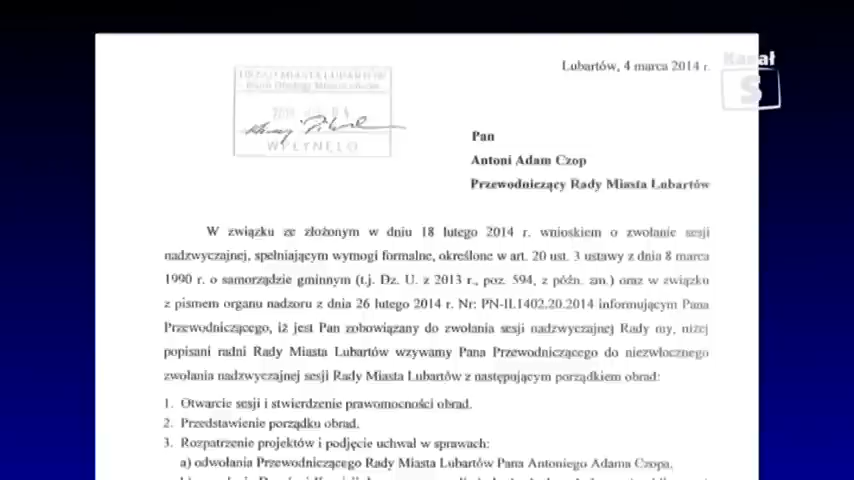 Lubartów, 4 marca 2014 r.
Kanał
S
URZĄD MIASTA LUBARTÓW
WPŁYNĘŁO
Pan
Antoni Adam Czop
Przewodniczący Rady Miasta Lubartów
W związku ze złożonym w dniu 18 lutego 2014 r. wnioskiem o zwołanie sesji
nadzwyczajnej, spełniającym wymogi formalne, określone w art. 20 ust. 3 ustawy z dnia 8 marca
1990 r. o samorządzie gminnym (t.j. Dz. U. z 2013 r., poz. 594, z późn. zm.) oraz w związku
z pismem organu nadzoru z dnia 26 lutego 2014 r. Nr: PN-II.1402.20.2014 informującym Pana
Przewodniczącego, iż jest Pan zobowiązany do zwołania sesji nadzwyczajnej Rady my, niżej
popisani radni Rady Miasta Lubartów wzywamy Pana Przewodniczącego do niezwłocznego
zwołania nadzwyczajnej sesji Rady Miasta Lubartów z następującym porządkiem obrad:
1. Otwarcie sesji i stwierdzenie prawomocności obrad.
2. Przedstawienie porządku obrad.
3. Rozpatrzenie projektów i podjęcie uchwał w sprawach:
a) odwołania Przewodniczącego Rady Miasta Lubartów Pana Antoniego Adama Czopa,